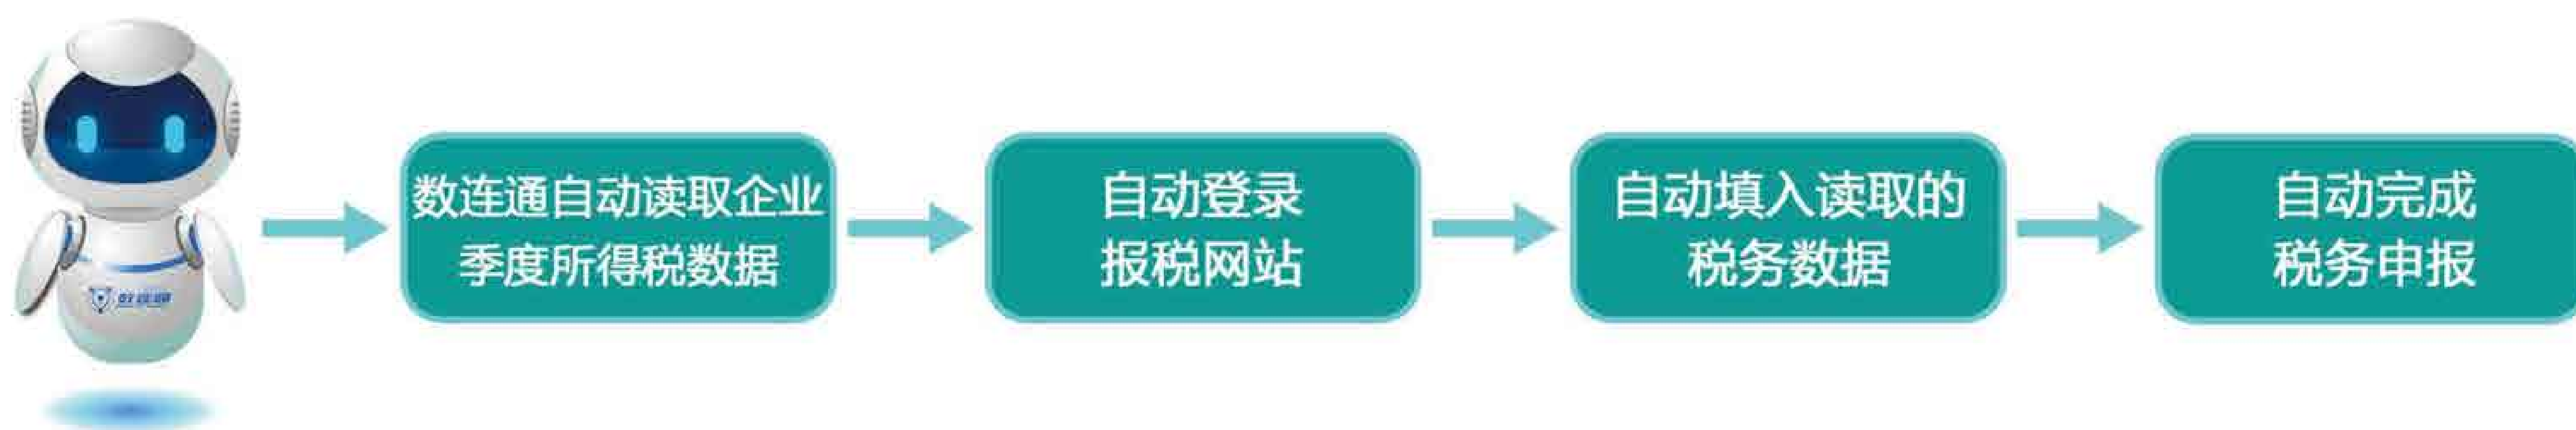 数连通自动读取企业
季度所得税数据
自动登录
报税网站
自动填入读取的
税务数据
自动完成
税务申报